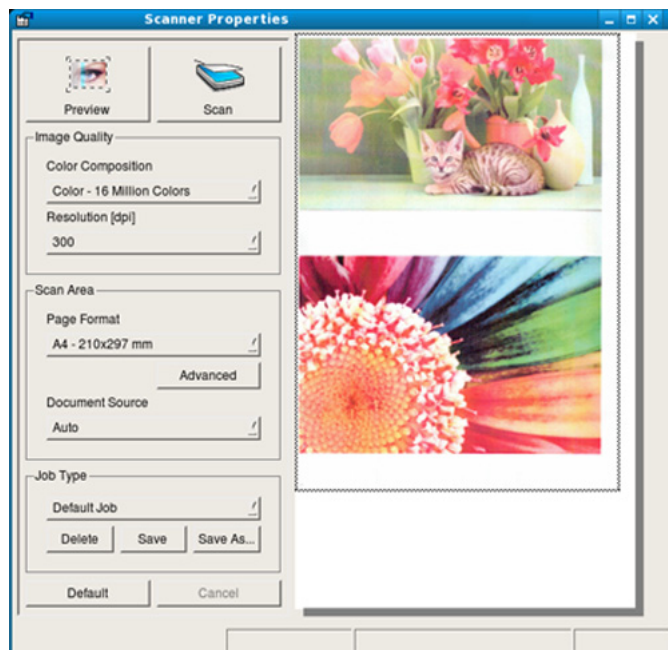 Scanner Properties
Preview
Scan
Image Quality
Color Composition
Color - 16 Million Colors
Resolution [dpi]
300
Scan Area
Page Format
A4 - 210x297 mm
Advanced
Document Source
Auto
Job Type
Default Job
Delete Save Save As...
Default Cancel